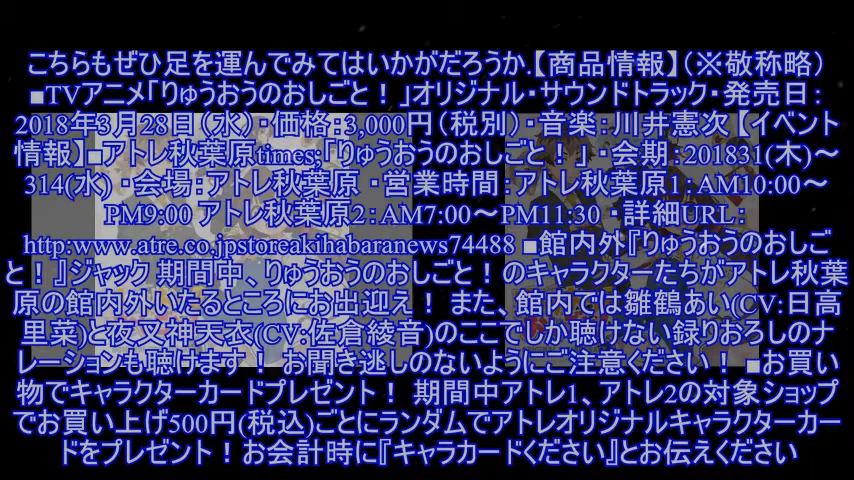 こちらもぜひ足を運んでみてはいかがだろうか.【商品情報】（※敬称略）
■TVアニメ「りゅうおうのおしごと！」オリジナル・サウンドトラック・発売日：
2018年3月28日（水）・価格：3,000円（税別）・音楽：川井憲次【イベント
情報】■アトレ秋葉原times;「りゅうおうのおしごと！」・会期：201831(木)～
314(水) ・会場：アトレ秋葉原 ・営業時間：アトレ秋葉原1：AM10:00～
PM9:00 アトレ秋葉原2：AM7:00～PM11:30 ・詳細URL：
http:www.atre.co.jpstoreakihabaranews74488 ■館内外『りゅうおうのおしご
と！』ジャック 期間中、りゅうおうのおしごと！のキャラクターたちがアトレ秋葉
原の館内外いたるところにお出迎え！ また、館内では雛鶴あい(CV:日高
里菜)と夜叉神天衣(CV:佐倉綾音)のここでしか聴けない録りおろしのナ
レーションも聴けます！ お聞き逃しのないようにご注意ください！ ■お買い
物でキャラクターカードプレゼント！ 期間中アトレ1、アトレ2の対象ショップ
でお買い上げ500円(税込)ごとにランダムでアトレオリジナルキャラクターカー
ドをプレゼント！お会計時に『キャラカードください』とお伝えください